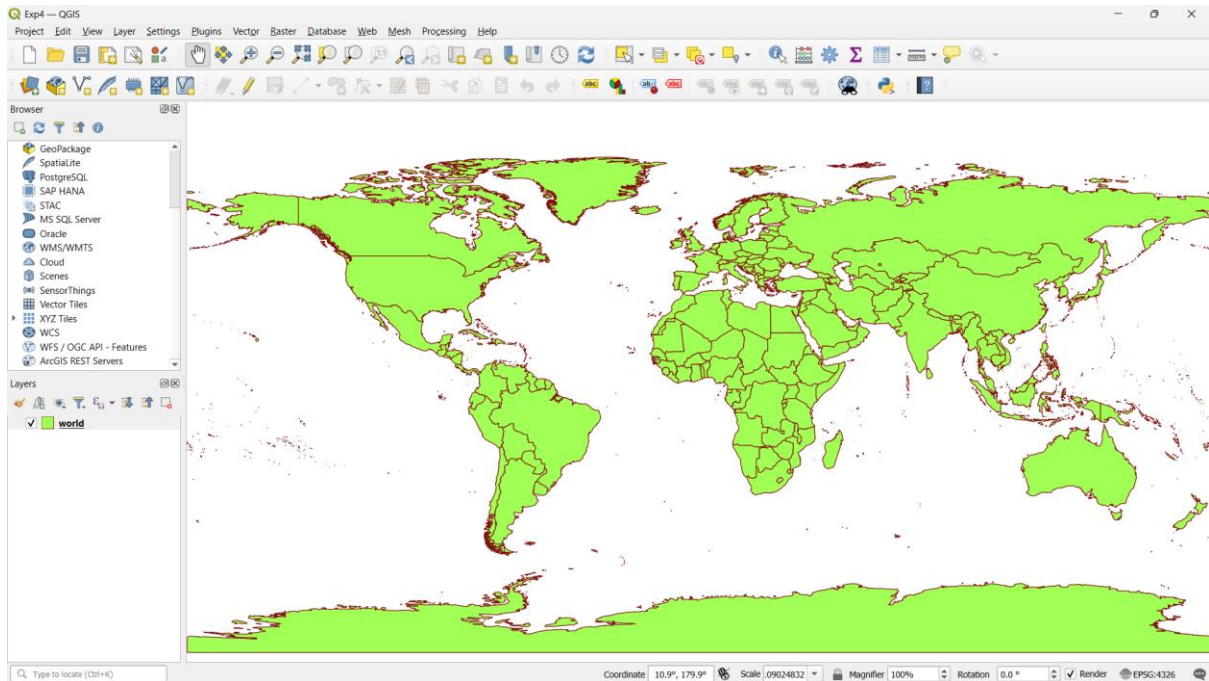 Exp4 — QGIS
Project Edit View Layer Settings Plugins Vector Raster Database Web Mesh Processing Help
Browser
GeoPackage
SpatiaLite
PostgreSQL
SAP HANA
STAC
MS SQL Server
Oracle
WMS/WMTS
Cloud
Scenes
SensorThings
Vector Tiles
XYZ Tiles
WCS
WFS / OGC API - Features
ArcGIS REST Servers
Layers
world
Type to locate (Ctrl+K)
Coordinate 10.9°, 179.9° Scale .09024832 Magnifier 100% Rotation 0.0 ° Render EPSG:4326